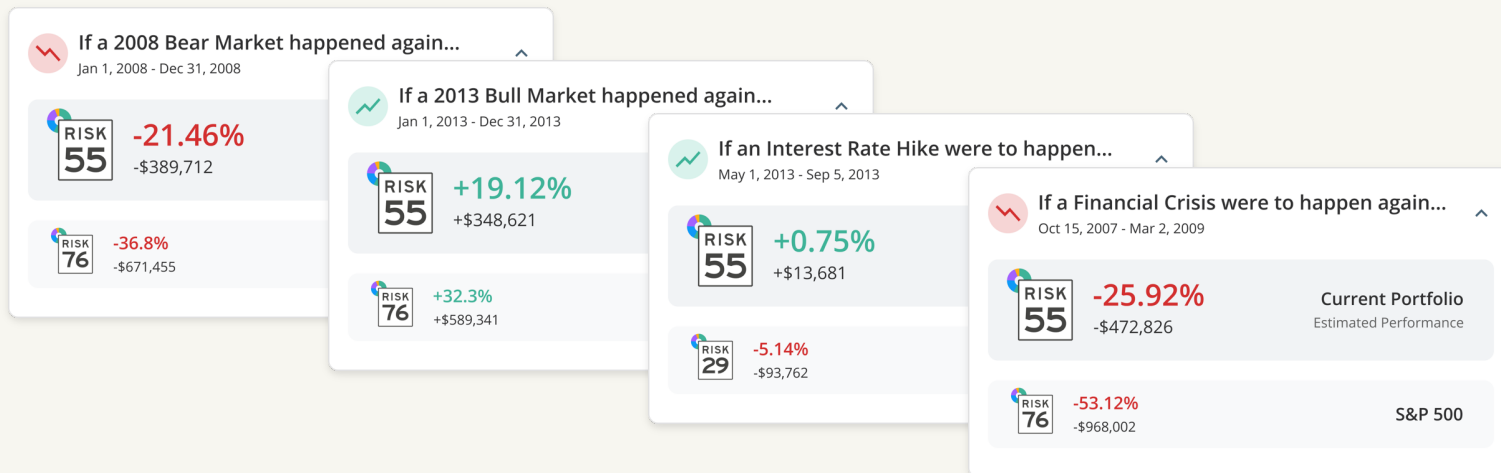 If a 2008 Bear Market happened again...
Jan 1, 2008 - Dec 31, 2008
RISK
55
-21.46%
-$389,712
RISK
76
-36.8%
-$671,455
If a 2013 Bull Market happened again...
Jan 1, 2013 - Dec 31, 2013
RISK
55
+19.12%
+$348,621
RISK
76
+32.3%
+$589,341
If an Interest Rate Hike were to happen...
May 1, 2013 - Sep 5, 2013
RISK
55
+0.75%
+$13,681
RISK
29
-5.14%
-$93,762
If a Financial Crisis were to happen again...
Oct 15, 2007 - Mar 2, 2009
RISK
55
-25.92%
-$472,826
Current Portfolio
Estimated Performance
RISK
76
-53.12%
-$968,002
S&P 500